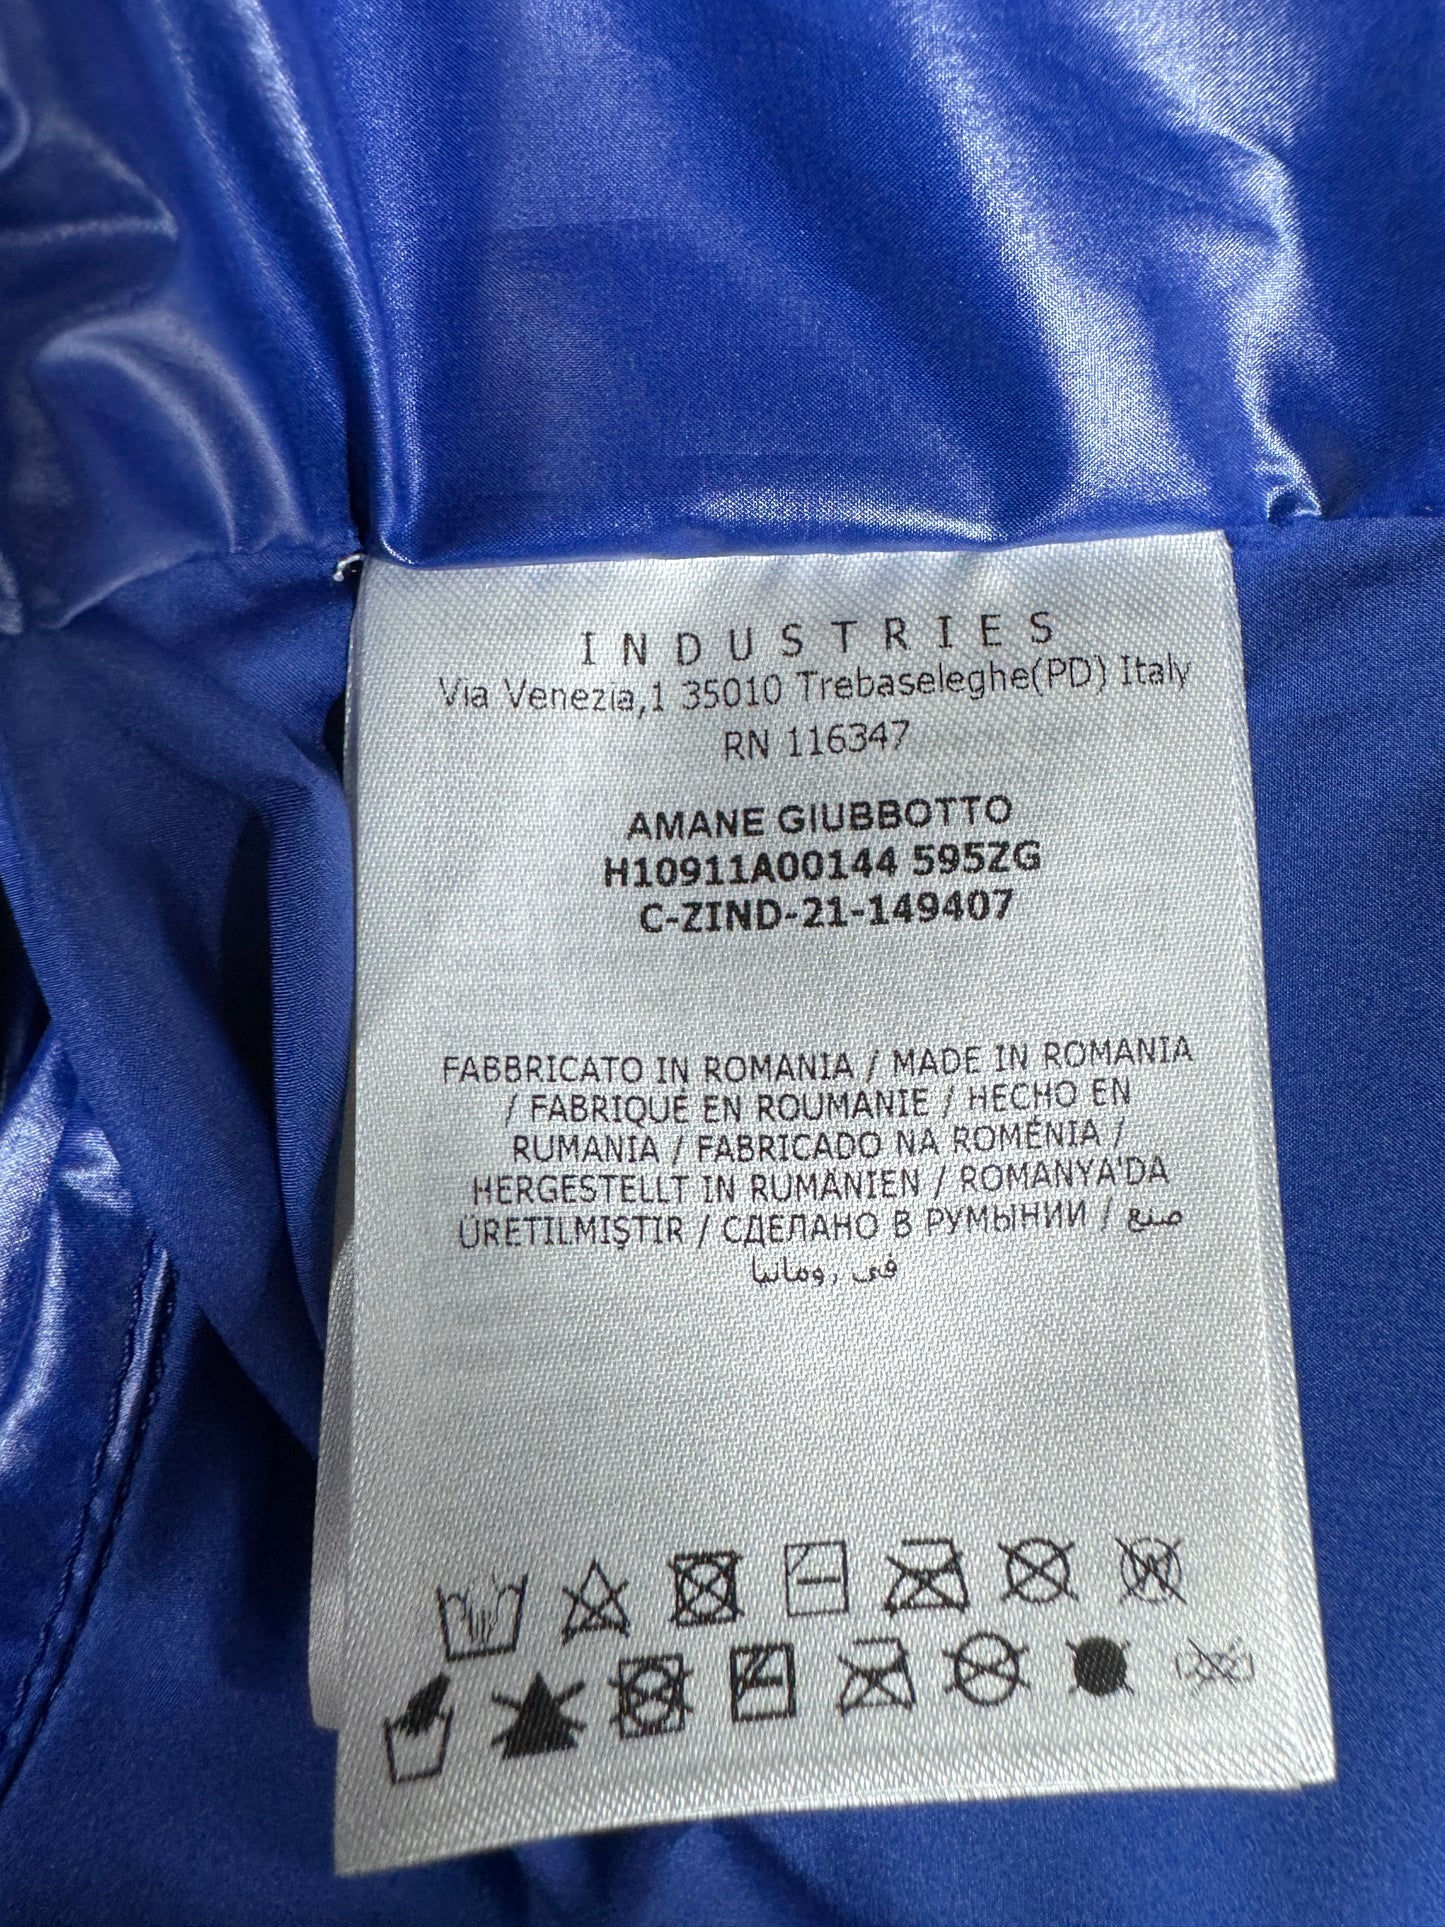 INDUSTRIES
Via Venezia,1 35010 Trebaseleghe(PD) Italy
RN 116347
AMANE GIUBBOTTO
H10911A00144 595ZG
C-ZIND-21-149407
FABBRICATO IN ROMANIA / MADE IN ROMANIA
/ FABRIQUÉ EN ROUMANIE / HECHO EN
RUMANIA / FABRICADO NA ROMÉNIA /
HERGESTELLT IN RUMÄNIEN / ROMANYA'DA
ÜRETILMIŞTIR / СДЕЛАНО В РУМЫНИИ / صنع
في رومانيا
W